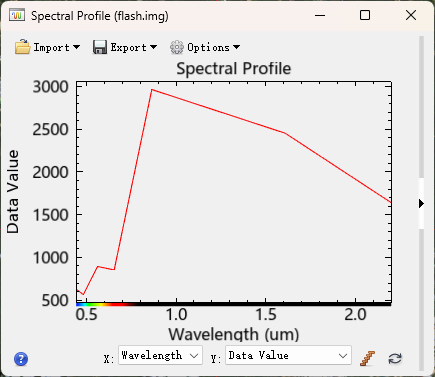 Spectral Profile (flash.img)
Import Export Options
Spectral Profile
3000
2500
2000
1500
1000
500
Data Value
0.5 1.0 1.5 2.0
Wavelength (um)
X: Wavelength Y: Data Value